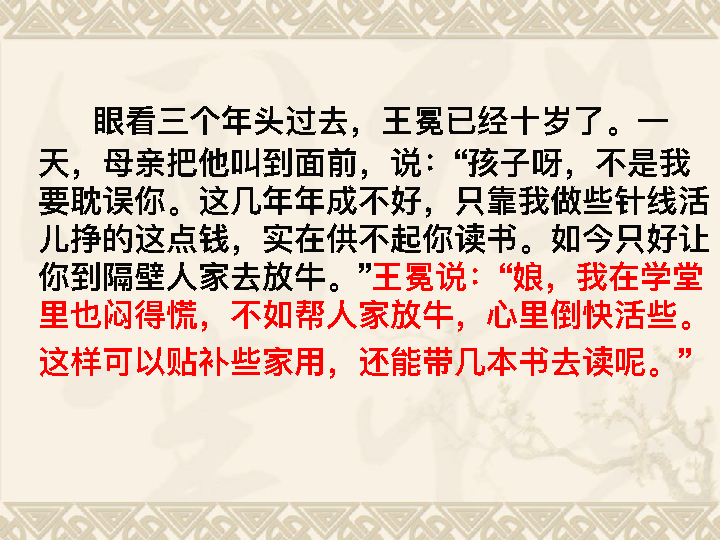 眼看三个年头过去，王冕已经十岁了。一
天，母亲把他叫到面前，说：“孩子呀，不是我
要耽误你。这几年年成不好，只靠我做些针线活
儿挣的这点钱，实在供不起你读书。如今只好让
你到隔壁人家去放牛。”王冕说：“娘，我在学堂
里也闷得慌，不如帮人家放牛，心里倒快活些。
这样可以贴补些家用，还能带几本书去读呢。”